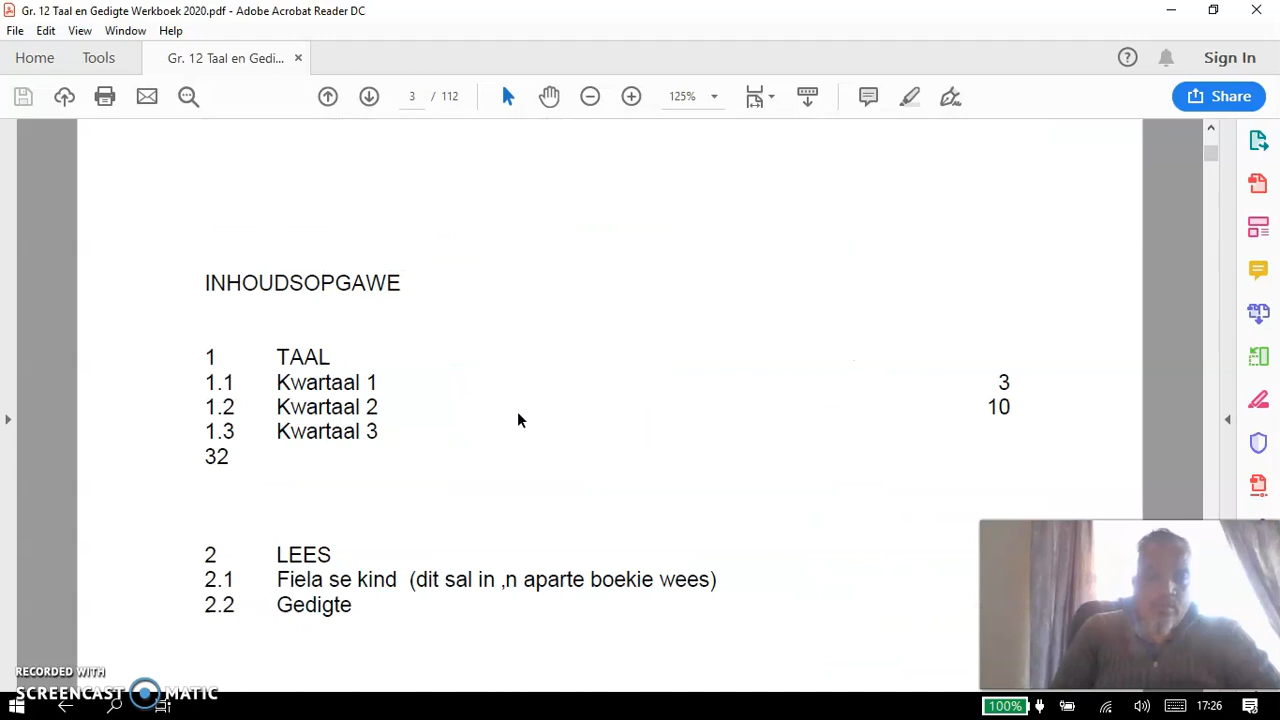 Gr. 12 Taal en Gedigte Werkboek 2020.pdf - Adobe Acrobat Reader DC
File Edit View Window Help
Home Tools Gr. 12 Taal en Gedi... × Sign In
3 / 112 125% Share
INHOUDSOPGAWE
1 TAAL
1.1 Kwartaal 1 3
1.2 Kwartaal 2 10
1.3 Kwartaal 3
32
2 LEES
2.1 Fiela se kind (dit sal in ,n aparte boekie wees)
2.2 Gedigte
RECORDED WITH
SCREENCAST MATIC
100% 17:26